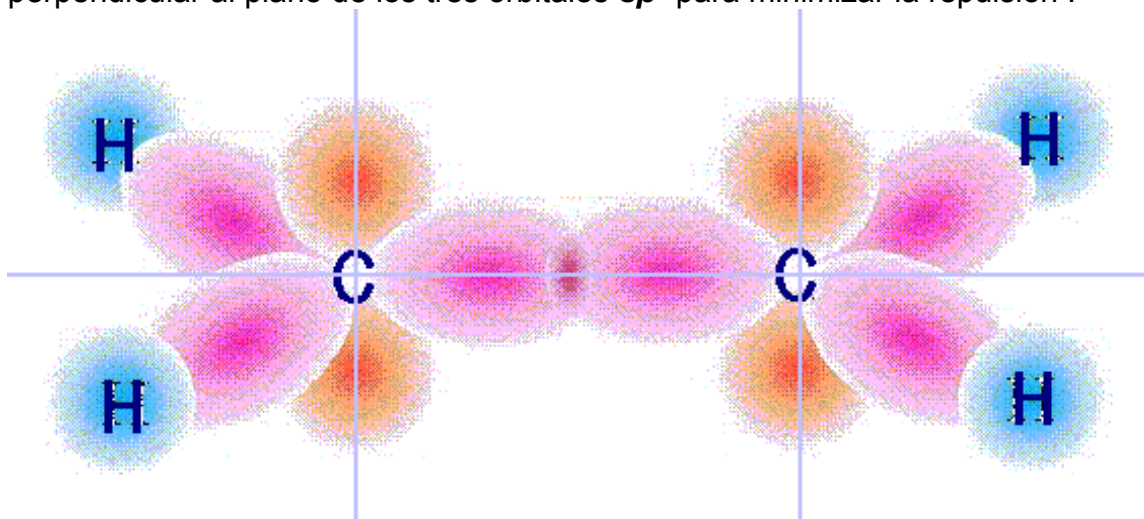 perpendicular al plano de los tres orbitales sp² para minimizar la repulsión .
H H
C C
H H